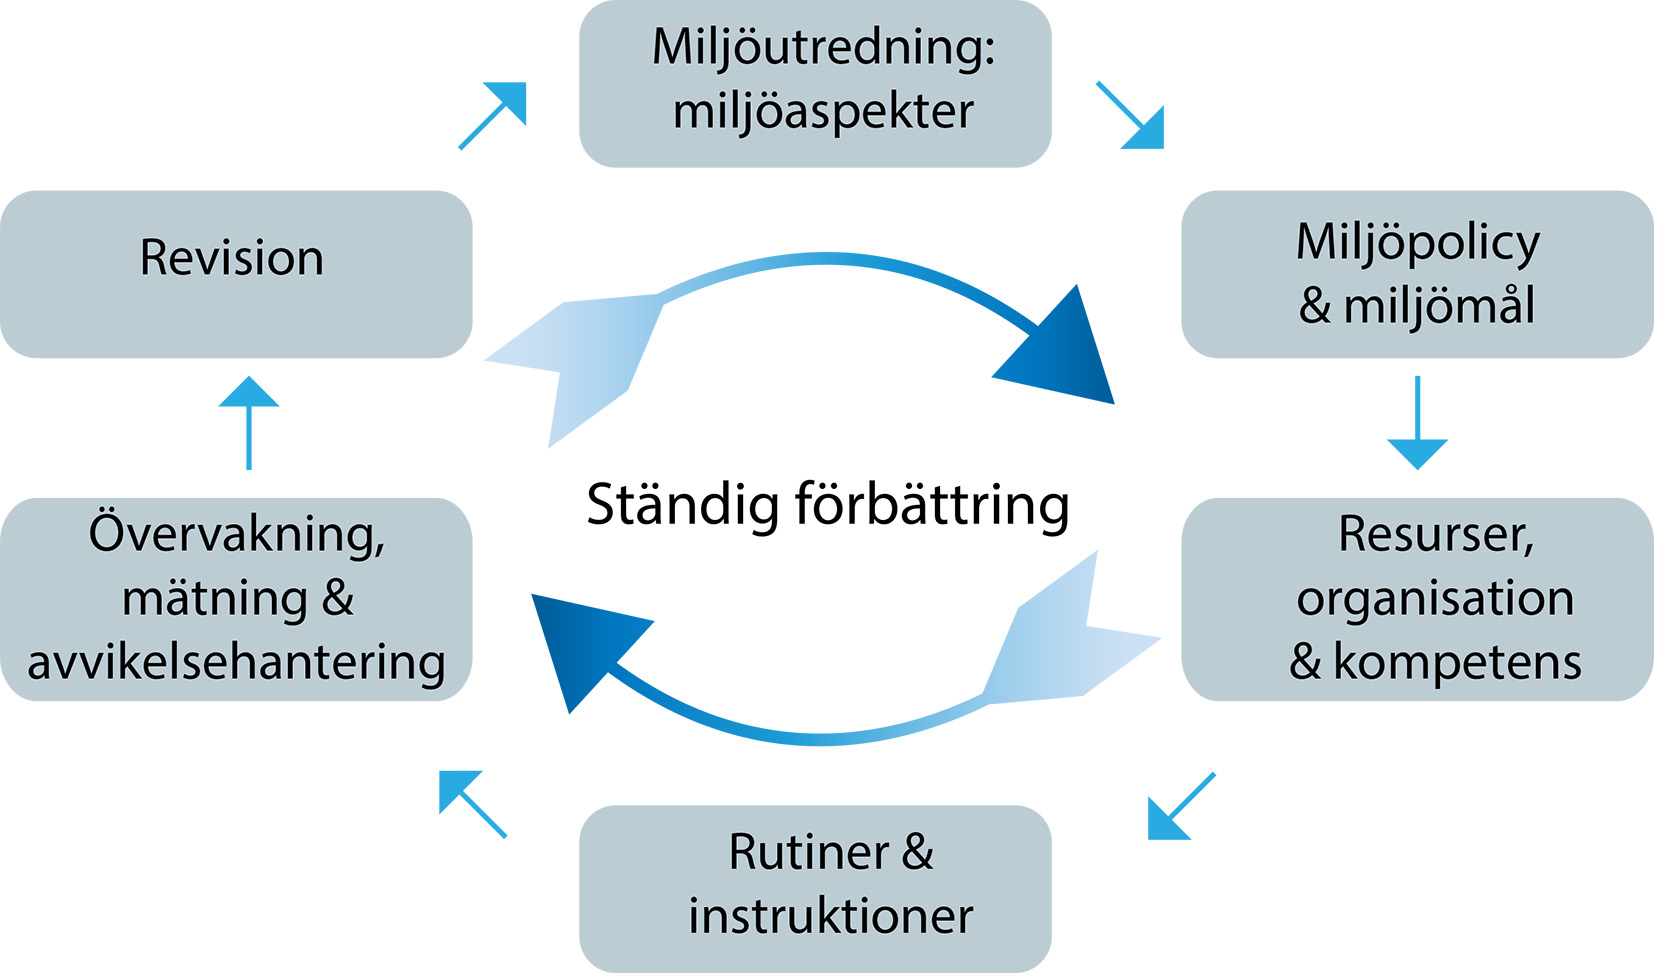 Miljöutredning:
miljöaspekter
Miljöpolicy
& miljömål
Resurser,
organisation
& kompetens
Rutiner &
instruktioner
Övervakning,
mätning &
avvikelsehantering
Revision
Ständig förbättring